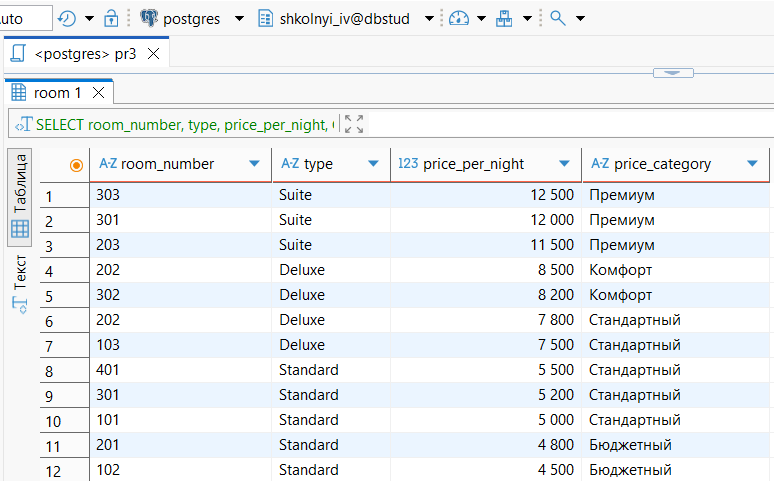 uto postgres shkolnyi_iv@dbstud
<postgres> pr3
room 1
SELECT room_number, type, price_per_night,
Таблица
Текст
A-Z room_number A-Z type 123 price_per_night A-Z price_category
1 303 Suite 12 500 Премиум
2 301 Suite 12 000 Премиум
3 203 Suite 11 500 Премиум
4 202 Deluxe 8 500 Комфорт
5 302 Deluxe 8 200 Комфорт
6 202 Deluxe 7 800 Стандартный
7 103 Deluxe 7 500 Стандартный
8 401 Standard 5 500 Стандартный
9 301 Standard 5 200 Стандартный
10 101 Standard 5 000 Стандартный
11 201 Standard 4 800 Бюджетный
12 102 Standard 4 500 Бюджетный